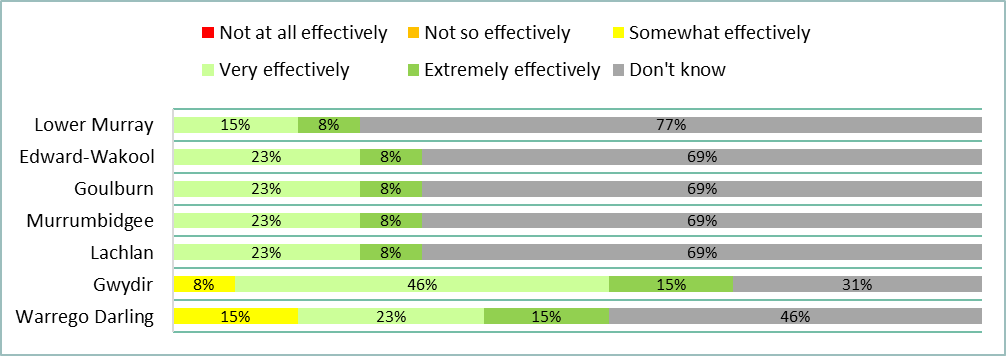 Not at all effectively Not so effectively Somewhat effectively
Very effectively Extremely effectively Don't know
Lower Murray 15% 8% 77%
Edward-Wakool 23% 8% 69%
Goulburn 23% 8% 69%
Murrumbidgee 23% 8% 69%
Lachlan 23% 8% 69%
Gwydir 8% 46% 15% 31%
Warrego Darling 15% 23% 15% 46%